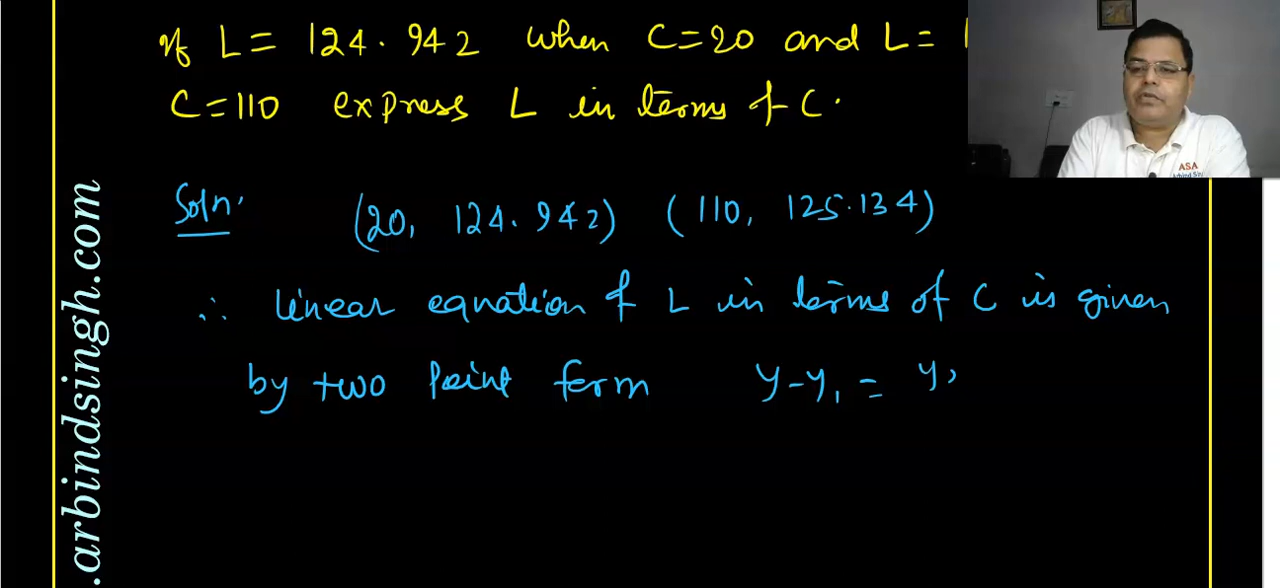 If L = 124.942 when C=20 and L=
C=110 express L in terms of C.
Soln. (20, 124.942) (110, 125.134)
∴ linear equation of L in terms of C is given
by two point form y-y₁ = y
.arbindsingh.com
ASA